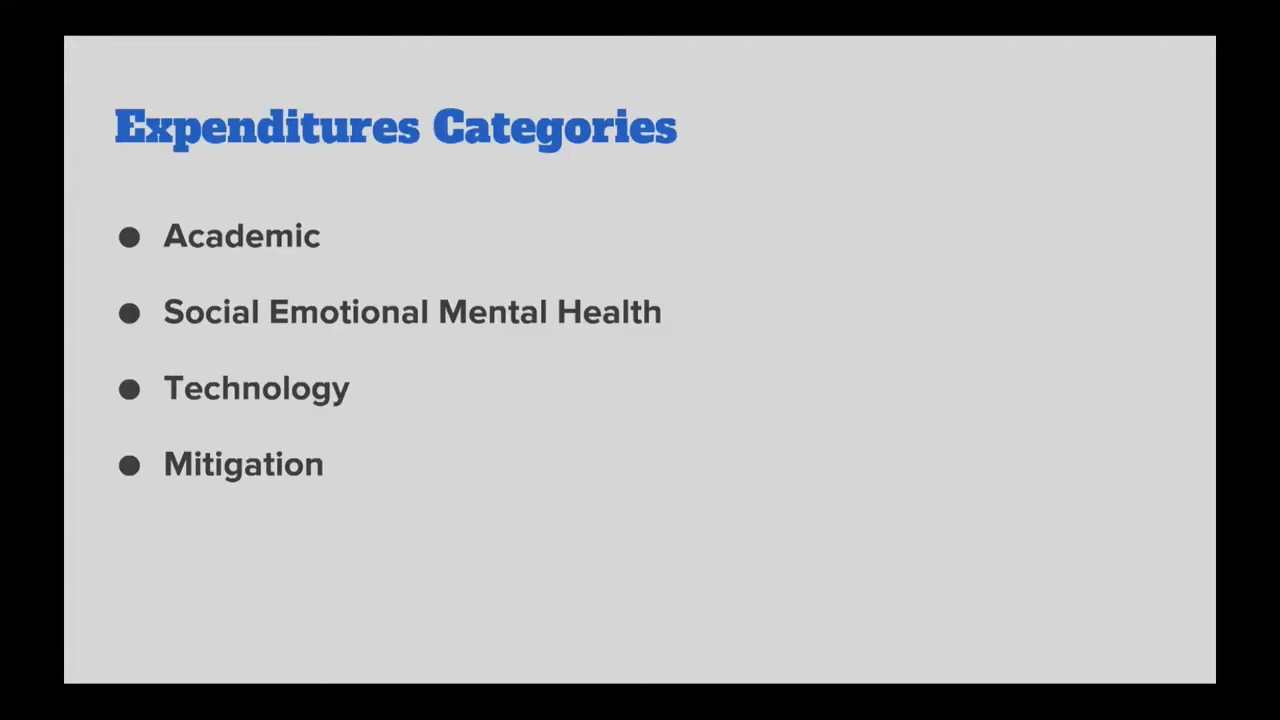 Expenditures Categories
● Academic
● Social Emotional Mental Health
● Technology
● Mitigation